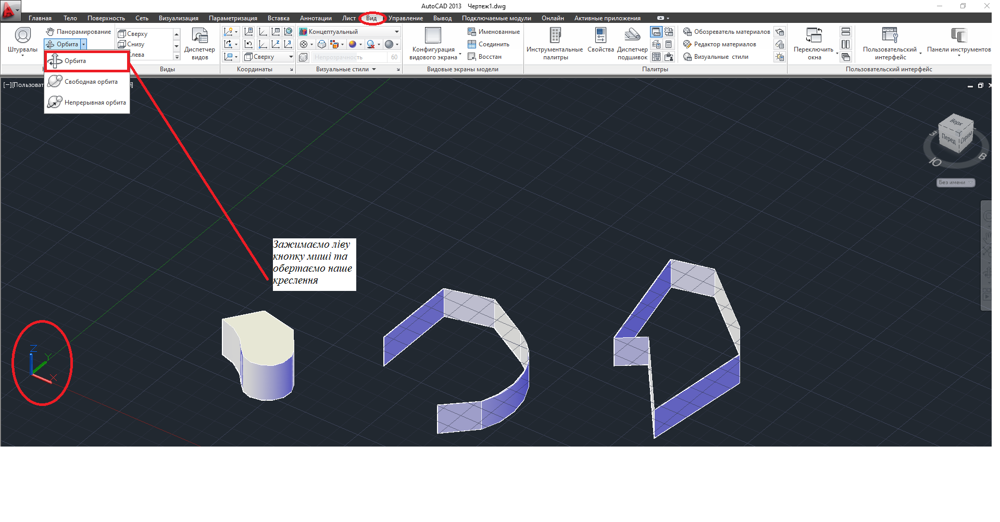 AutoCAD 2013 Чертеж1.dwg
Главная Тело Поверхность Сеть Визуализация Параметризация Вставка Аннотации Лист Вид Управление Вывод Подключаемые модули Онлайн Активные приложения
Штурвалы
Панорамирование
Орбита
Сверху
Снизу
лева
Виды
Диспетчер
видов
Сверху
Координаты
Концептуальный
Непрозрачность 60
Визуальные стили
Конфигурация
видового экрана
Именованные
Соединить
Восстан
Видовые экраны модели
Инструментальные
палитры
Свойства
Диспетчер
подшивок
Обозреватель материалов
Редактор материалов
Визуальные стили
Палитры
Переключить
окна
Пользовательский
интерфейс
Панели инструментов
Пользовательский интерфейс
Орбита
Свободная орбита
Непрерывная орбита
[−][Пользоват
Верх
Перед
Справа
З
Ю
В
Без имени
Зажимаємо ліву
кнопку миші та
обертаємо наше
креслення
Z
Y
X